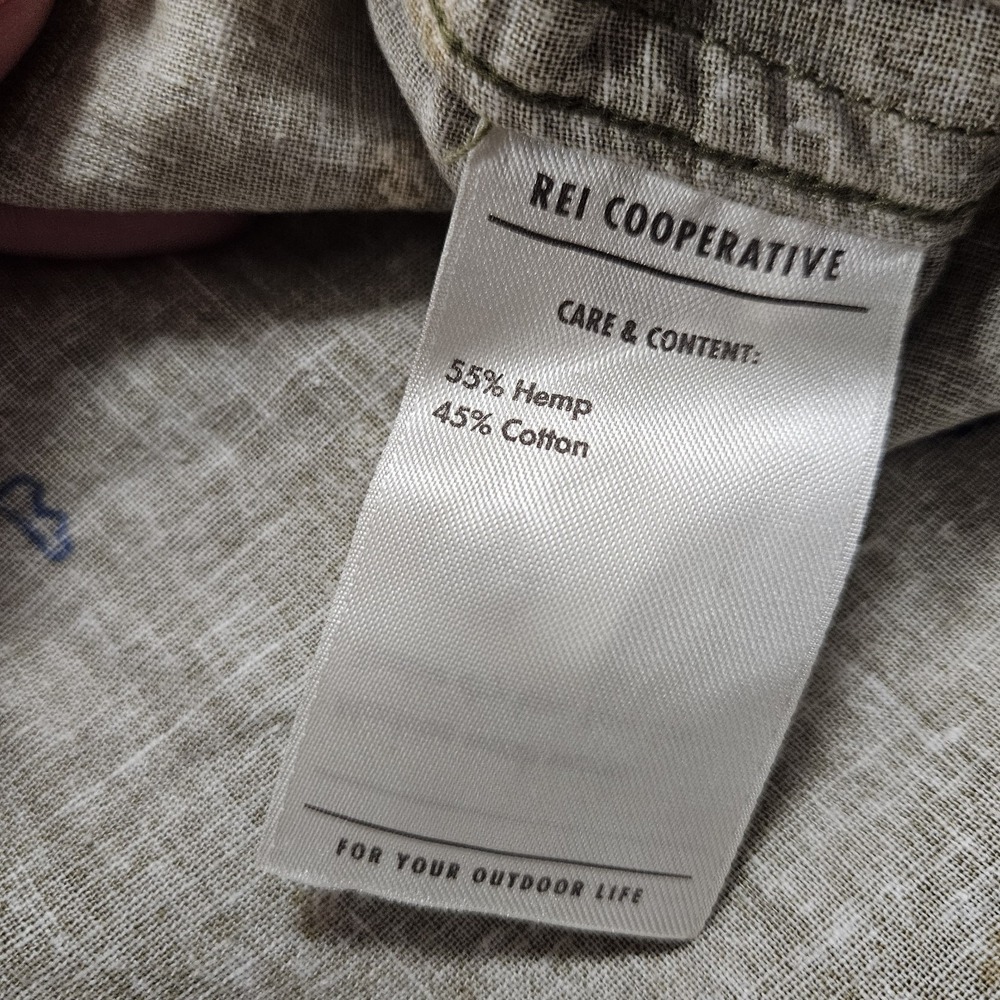 REI COOPERATIVE
CARE & CONTENT:
55% Hemp
45% Cotton
FOR YOUR OUTDOOR LIFE